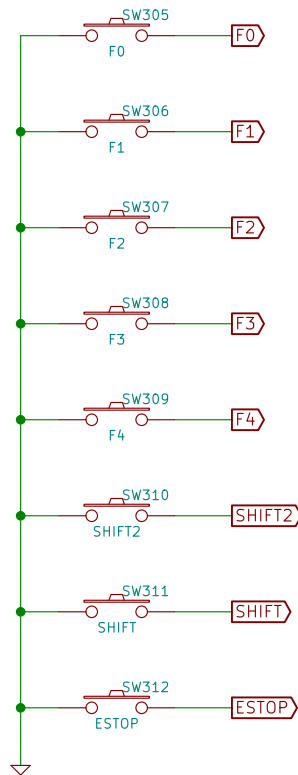 SW305
F0
F0
SW306
F1
F1
SW307
F2
F2
SW308
F3
F3
SW309
F4
F4
SW310
SHIFT2
SHIFT2
SW311
SHIFT
SHIFT
SW312
ESTOP
ESTOP